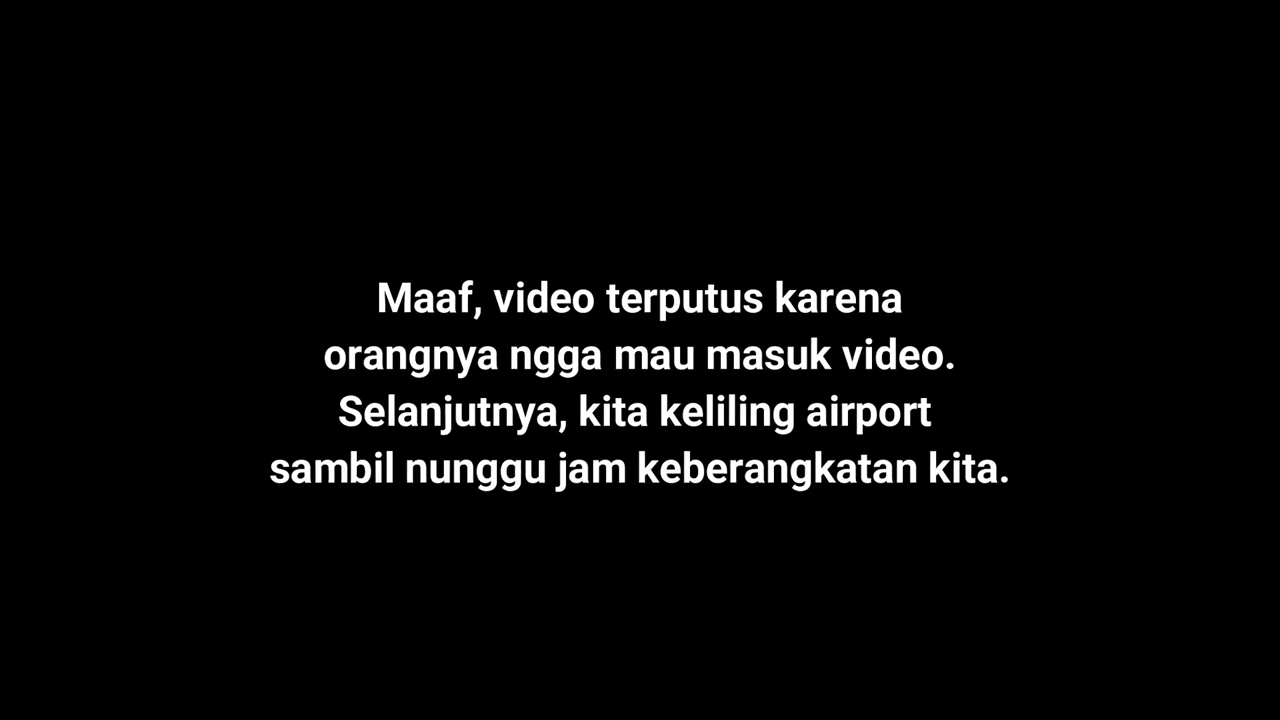 Maaf, video terputus karena
orangnya ngga mau masuk video.
Selanjutnya, kita keliling airport
sambil nunggu jam keberangkatan kita.